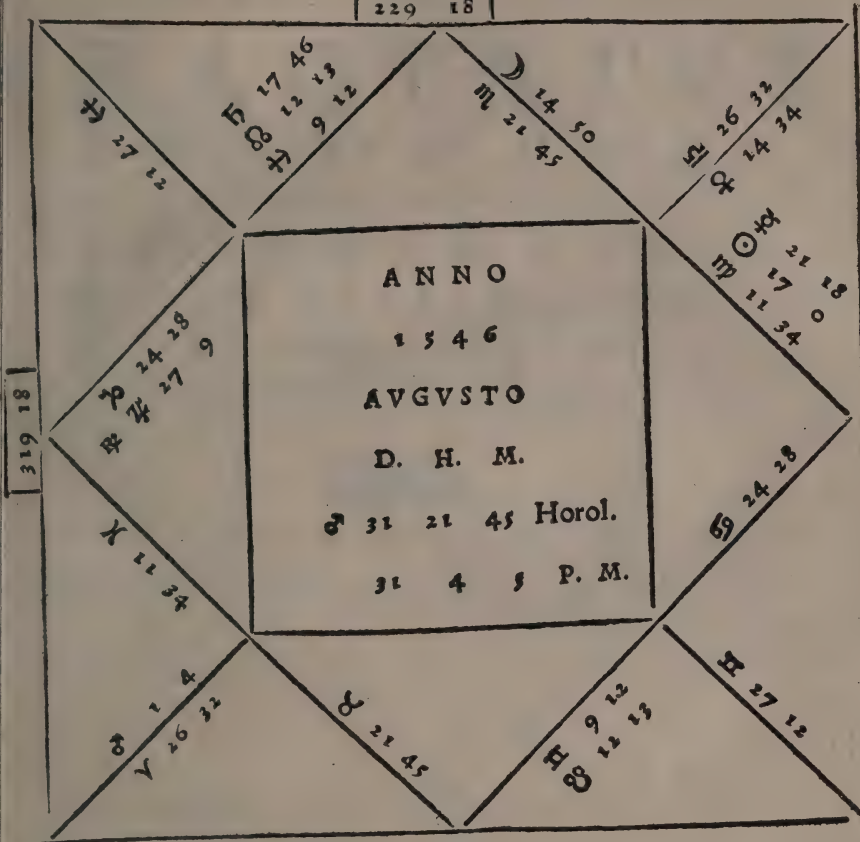 229 18
♄ 17 46
☊ 12 13
♐ 9 12
♐ 27 12
☽ 14 50
♏ 21 45
♎ 26 32
♉ 14 34
☉ ☿ 21 18
17 0
♍ 11 34
319 18
♑ 24 28
♃ 27 9
ANNO
1546
AVGVSTO
D. H. M.
♂ 31 21 45 Horol.
31 4 5 P. M.
♋ 24 28
♓ 11 34
♂ 1 4
♈ 26 32
♉ 21 45
♊ 9 12
☋ 12 13
♊ 27 12